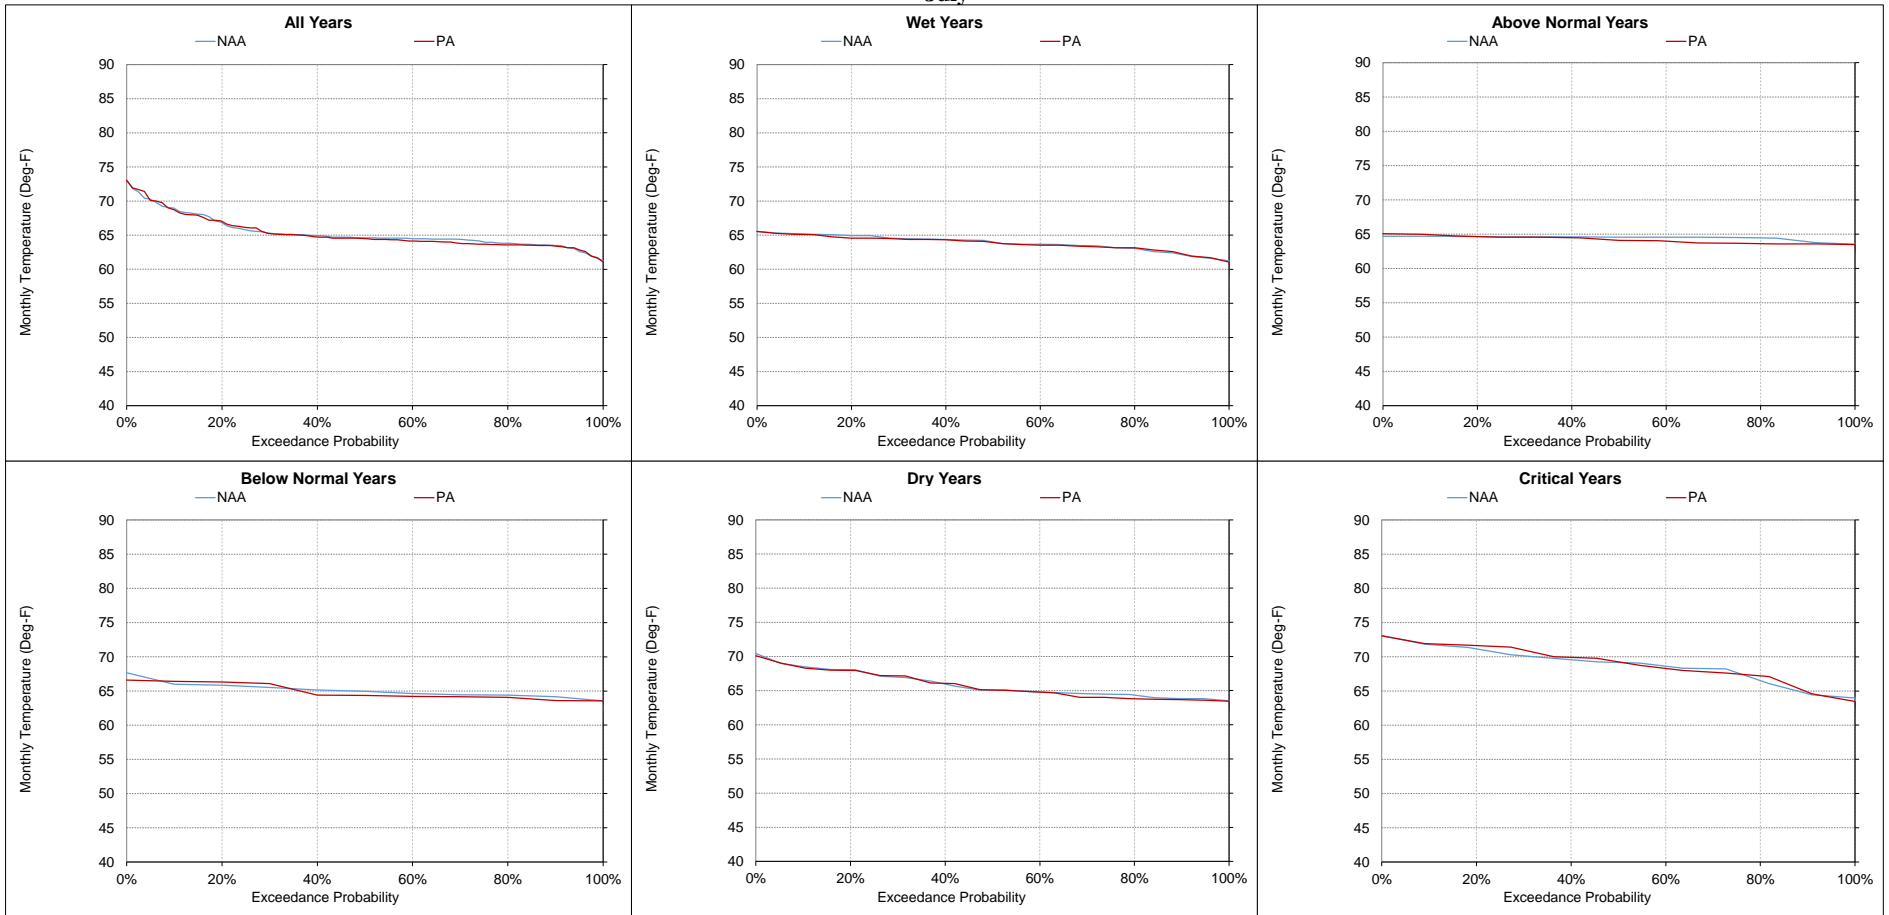 All Years
NAA PA
90
85
80
75
70
65
60
55
50
45
40
Monthly Temperature (Deg-F)
0% 20% 40% 60% 80% 100%
Exceedance Probability
Wet Years
NAA PA
90
85
80
75
70
65
60
55
50
45
40
Monthly Temperature (Deg-F)
0% 20% 40% 60% 80% 100%
Exceedance Probability
Above Normal Years
NAA PA
90
85
80
75
70
65
60
55
50
45
40
Monthly Temperature (Deg-F)
0% 20% 40% 60% 80% 100%
Exceedance Probability
Below Normal Years
NAA PA
90
85
80
75
70
65
60
55
50
45
40
Monthly Temperature (Deg-F)
0% 20% 40% 60% 80% 100%
Exceedance Probability
Dry Years
NAA PA
90
85
80
75
70
65
60
55
50
45
40
Monthly Temperature (Deg-F)
0% 20% 40% 60% 80% 100%
Exceedance Probability
Critical Years
NAA PA
90
85
80
75
70
65
60
55
50
45
40
Monthly Temperature (Deg-F)
0% 20% 40% 60% 80% 100%
Exceedance Probability